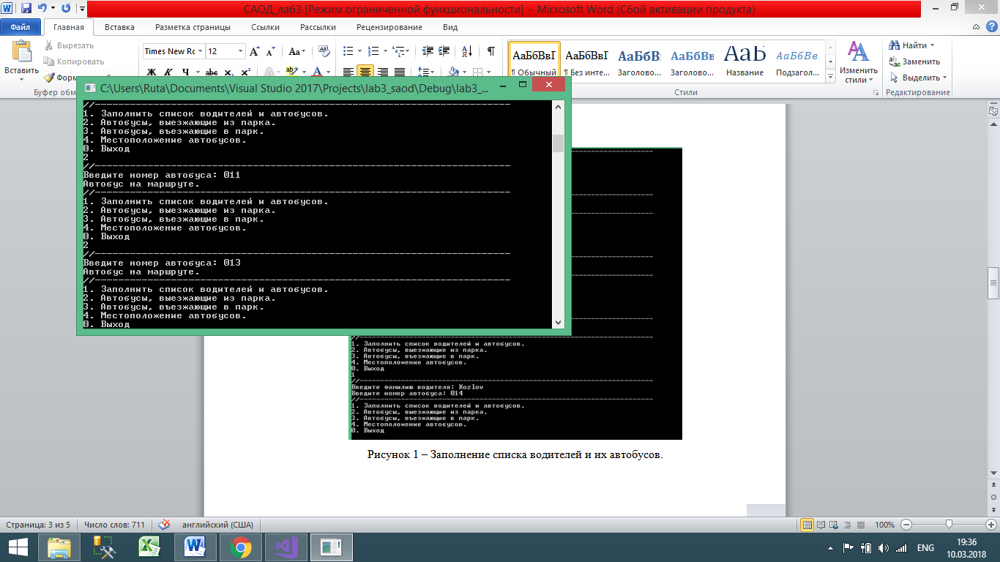 САОД_лаб3 [Режим ограниченной функциональности] - Microsoft Word (Сбой активации продукта)
Файл Главная Вставка Разметка страницы Ссылки Рассылки Рецензирование Вид
Вставить
Вырезать
Копировать
Форм
Буфер обм
Times New Rc 12
Ж К Ч abc x₂ x²
АаБбВвІ АаБбВвІ АаБбВ АаБбВв АаБ АаБбВв
¶ Обычный ¶ Без инте... Заголово... Заголово... Название Подзагол...
Стили
Изменить стили
Найти
Заменить
Выделить
Редактирование
C:\Users\Ruta\Documents\Visual Studio 2017\Projects\lab3_saod\Debug\lab3_...
//------------------------------------------------------------------------
1. Заполнить список водителей и автобусов.
2. Автобусы, выезжающие из парка.
3. Автобусы, въезжающие в парк.
4. Местоположение автобусов.
0. Выход
2
//------------------------------------------------------------------------
Введите номер автобуса: 011
Автобус на маршруте.
//------------------------------------------------------------------------
1. Заполнить список водителей и автобусов.
2. Автобусы, выезжающие из парка.
3. Автобусы, въезжающие в парк.
4. Местоположение автобусов.
0. Выход
2
//------------------------------------------------------------------------
Введите номер автобуса: 013
Автобус на маршруте.
//------------------------------------------------------------------------
1. Заполнить список водителей и автобусов.
2. Автобусы, выезжающие из парка.
3. Автобусы, въезжающие в парк.
4. Местоположение автобусов.
0. Выход
//------------------------------------------------------------------------
1. Заполнить список водителей и автобусов.
2. Автобусы, выезжающие из парка.
3. Автобусы, въезжающие в парк.
4. Местоположение автобусов.
0. Выход
1
//------------------------------------------------------------------------
Введите фамилию водителя: Kozlov
Введите номер автобуса: 014
//------------------------------------------------------------------------
1. Заполнить список водителей и автобусов.
2. Автобусы, выезжающие из парка.
3. Автобусы, въезжающие в парк.
4. Местоположение автобусов.
0. Выход
Рисунок 1 – Заполнение списка водителей и их автобусов.
Страница: 3 из 5 Число слов: 711 английский (США) 100%
ENG
19:36
10.03.2018